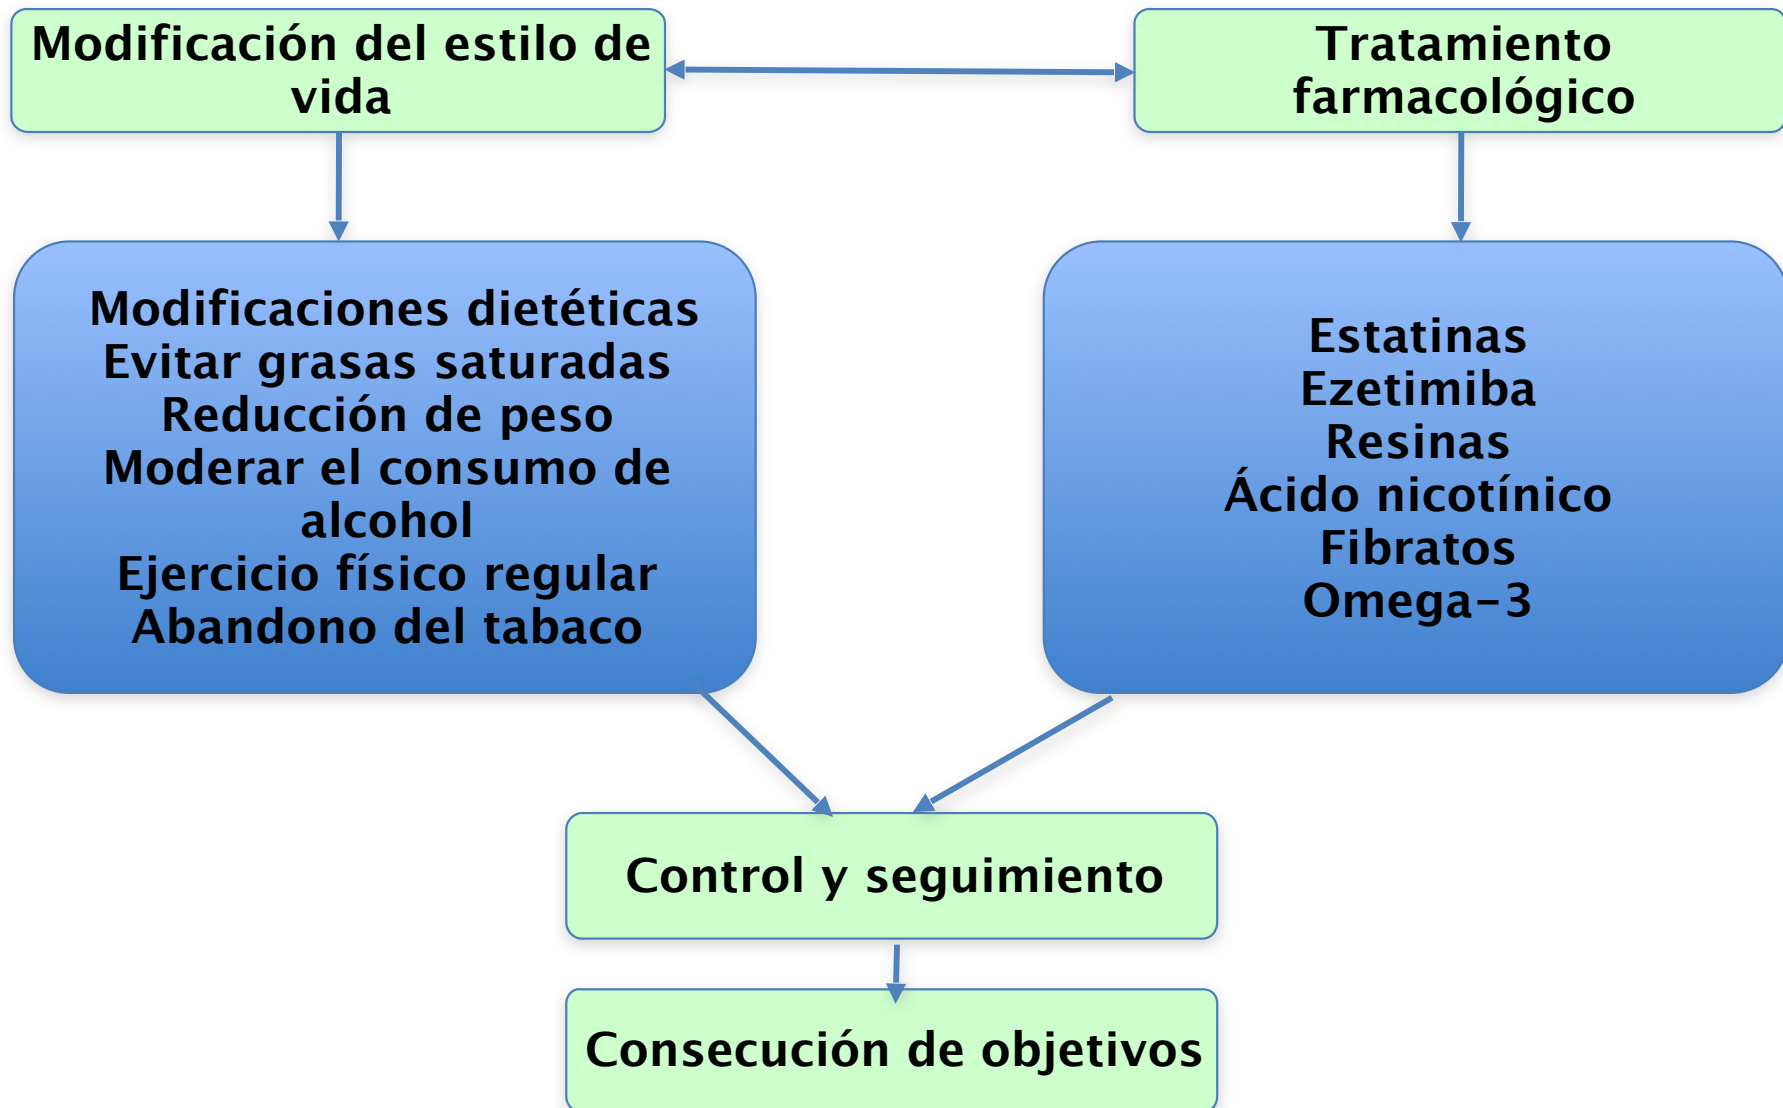 Modificación del estilo de
vida
Tratamiento
farmacológico
Modificaciones dietéticas
Evitar grasas saturadas
Reducción de peso
Moderar el consumo de
alcohol
Ejercicio físico regular
Abandono del tabaco
Estatinas
Ezetimiba
Resinas
Ácido nicotínico
Fibratos
Omega-3
Control y seguimiento
Consecución de objetivos